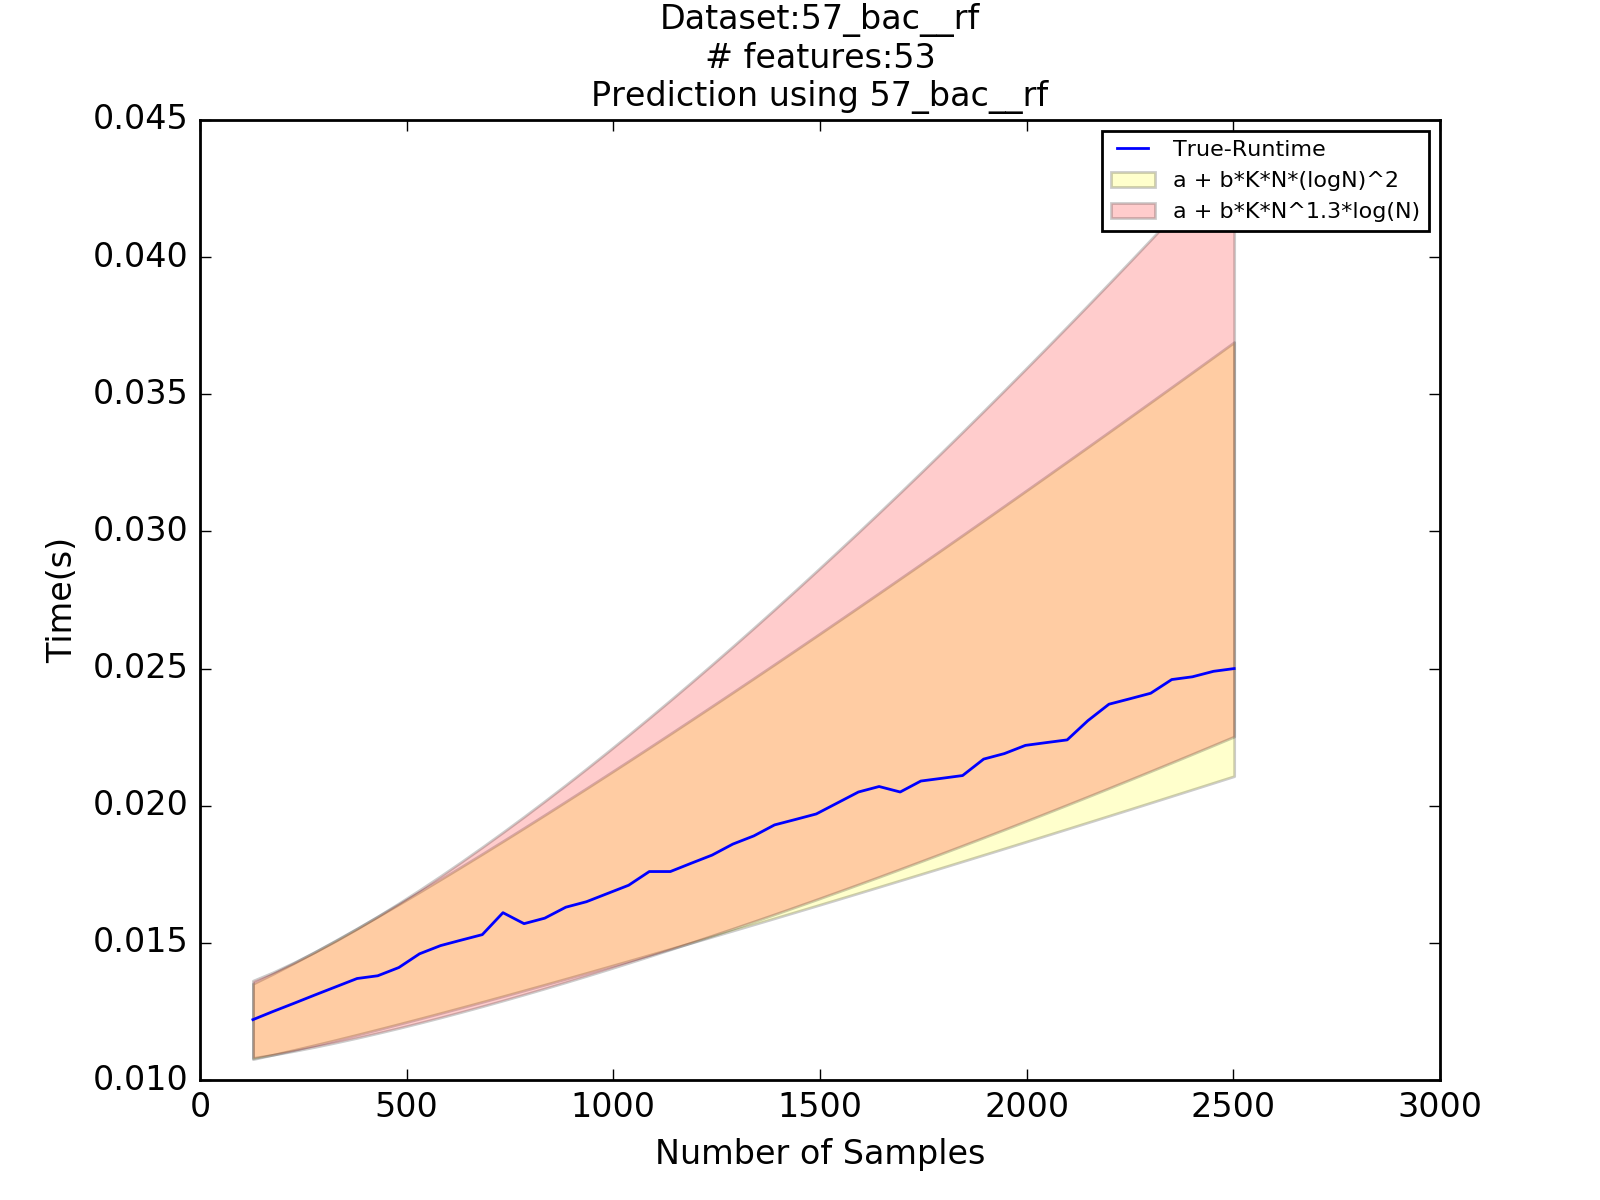 Dataset:57_bac__rf
# features:53
Prediction using 57_bac__rf
True-Runtime
a + b*K*N*(logN)^2
a + b*K*N^1.3*log(N)
0.045
0.040
0.035
0.030
0.025
0.020
0.015
0.010
Time(s)
0 500 1000 1500 2000 2500 3000
Number of Samples